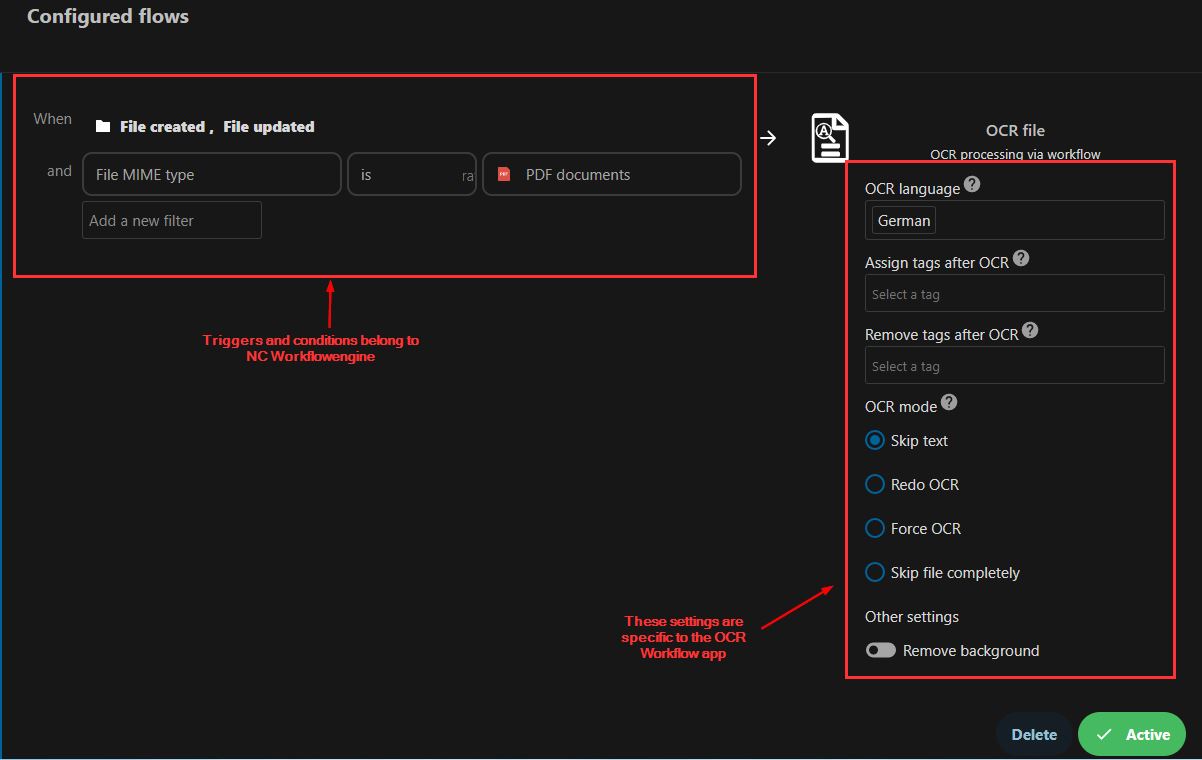 Configured flows
When
File created , File updated
and
File MIME type
is
PDF documents
Add a new filter
Triggers and conditions belong to
NC Workflowengine
OCR file
OCR processing via workflow
OCR language ?
German
Assign tags after OCR ?
Select a tag
Remove tags after OCR ?
Select a tag
OCR mode ?
Skip text
Redo OCR
Force OCR
Skip file completely
These settings are
specific to the OCR
Workflow app
Other settings
Remove background
Delete
Active